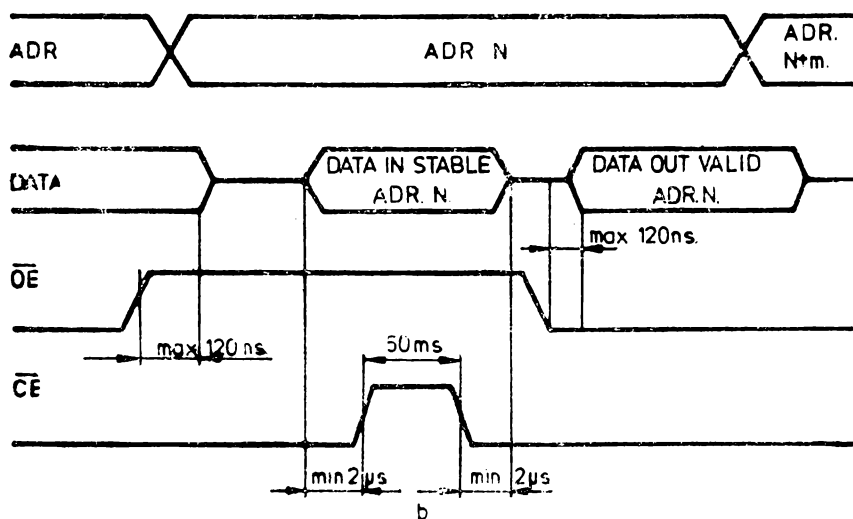 ADR
ADR N
ADR.
N+m.
DATA
DATA IN STABLE
ADR. N.
DATA OUT VALID
ADR.N.
max 120ns.
OE
max 120ns
50ms
CE
min 2µs
min 2µs
b